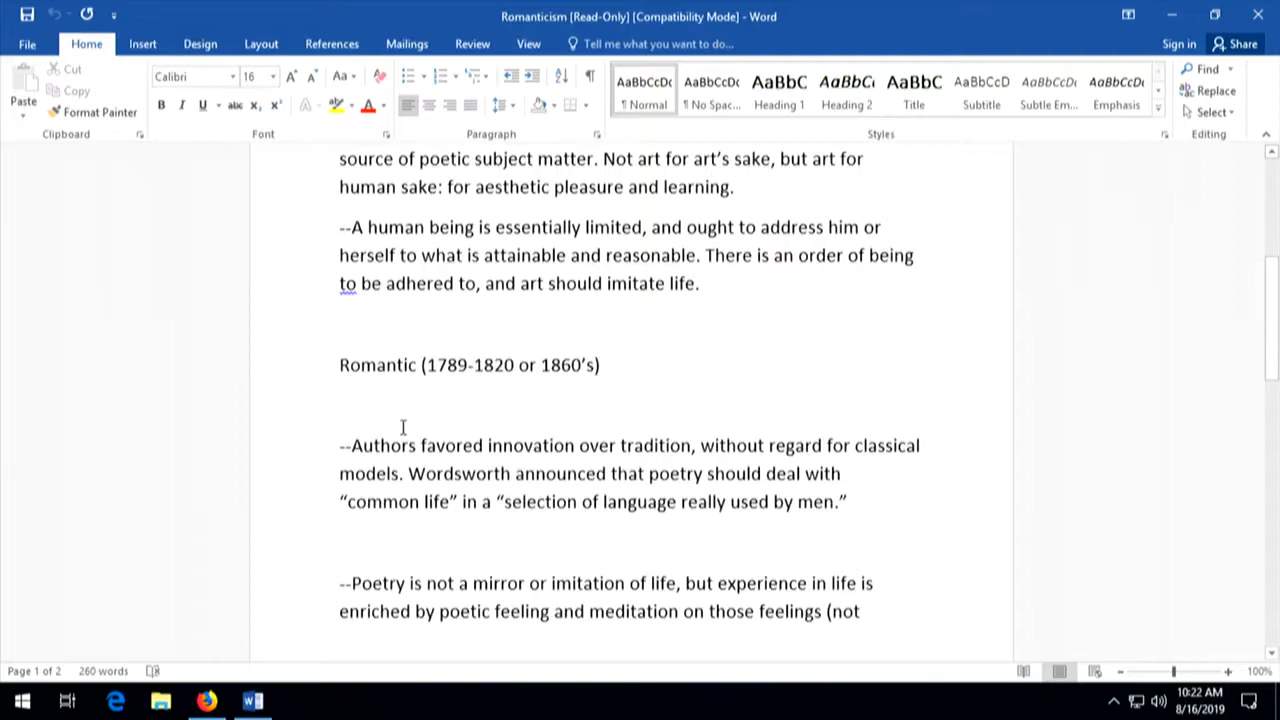 Romanticism [Read-Only] [Compatibility Mode] - Word
File Home Insert Design Layout References Mailings Review View Tell me what you want to do... Sign in Share
Cut
Copy
Format Painter
Paste
Clipboard
Calibri 16
Font
Paragraph
AaBbCcDc AaBbCcDc AaBbC AaBbC AaBbC AaBbCcD AaBbCcDc AaBbCcDc
¶ Normal ¶ No Spac... Heading 1 Heading 2 Title Subtitle Subtle Em... Emphasis
Styles
Find
Replace
Select
Editing
source of poetic subject matter. Not art for art’s sake, but art for
human sake: for aesthetic pleasure and learning.
--A human being is essentially limited, and ought to address him or
herself to what is attainable and reasonable. There is an order of being
to be adhered to, and art should imitate life.
Romantic (1789-1820 or 1860’s)
--Authors favored innovation over tradition, without regard for classical
models. Wordsworth announced that poetry should deal with
“common life” in a “selection of language really used by men.”
--Poetry is not a mirror or imitation of life, but experience in life is
enriched by poetic feeling and meditation on those feelings (not
Page 1 of 2 260 words 100%
10:22 AM
8/16/2019